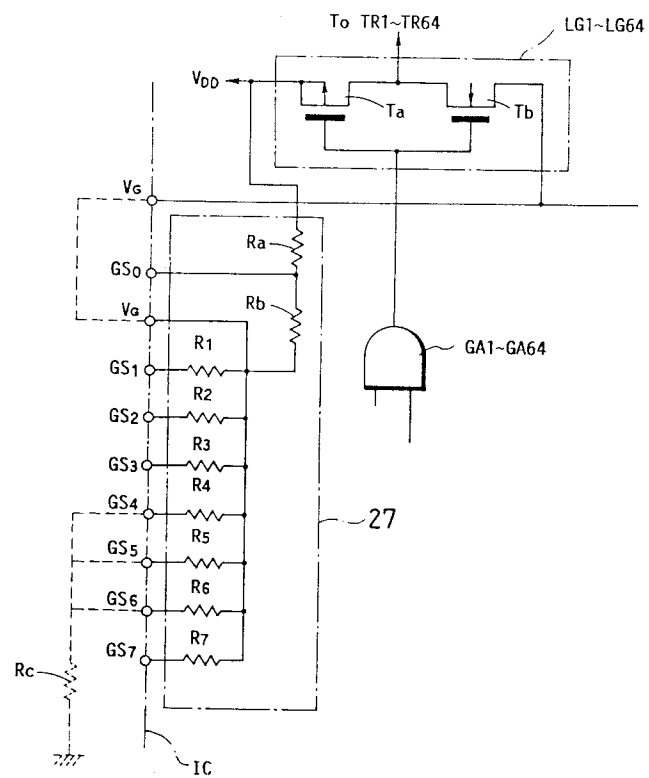 To TR1~TR64
LG1~LG64
VDD
Ta
Tb
VG
Ra
GS0
Rb
VG
GA1~GA64
R1
GS1
R2
GS2
R3
GS3
R4
GS4
27
R5
GS5
R6
GS6
R7
GS7
Rc
IC